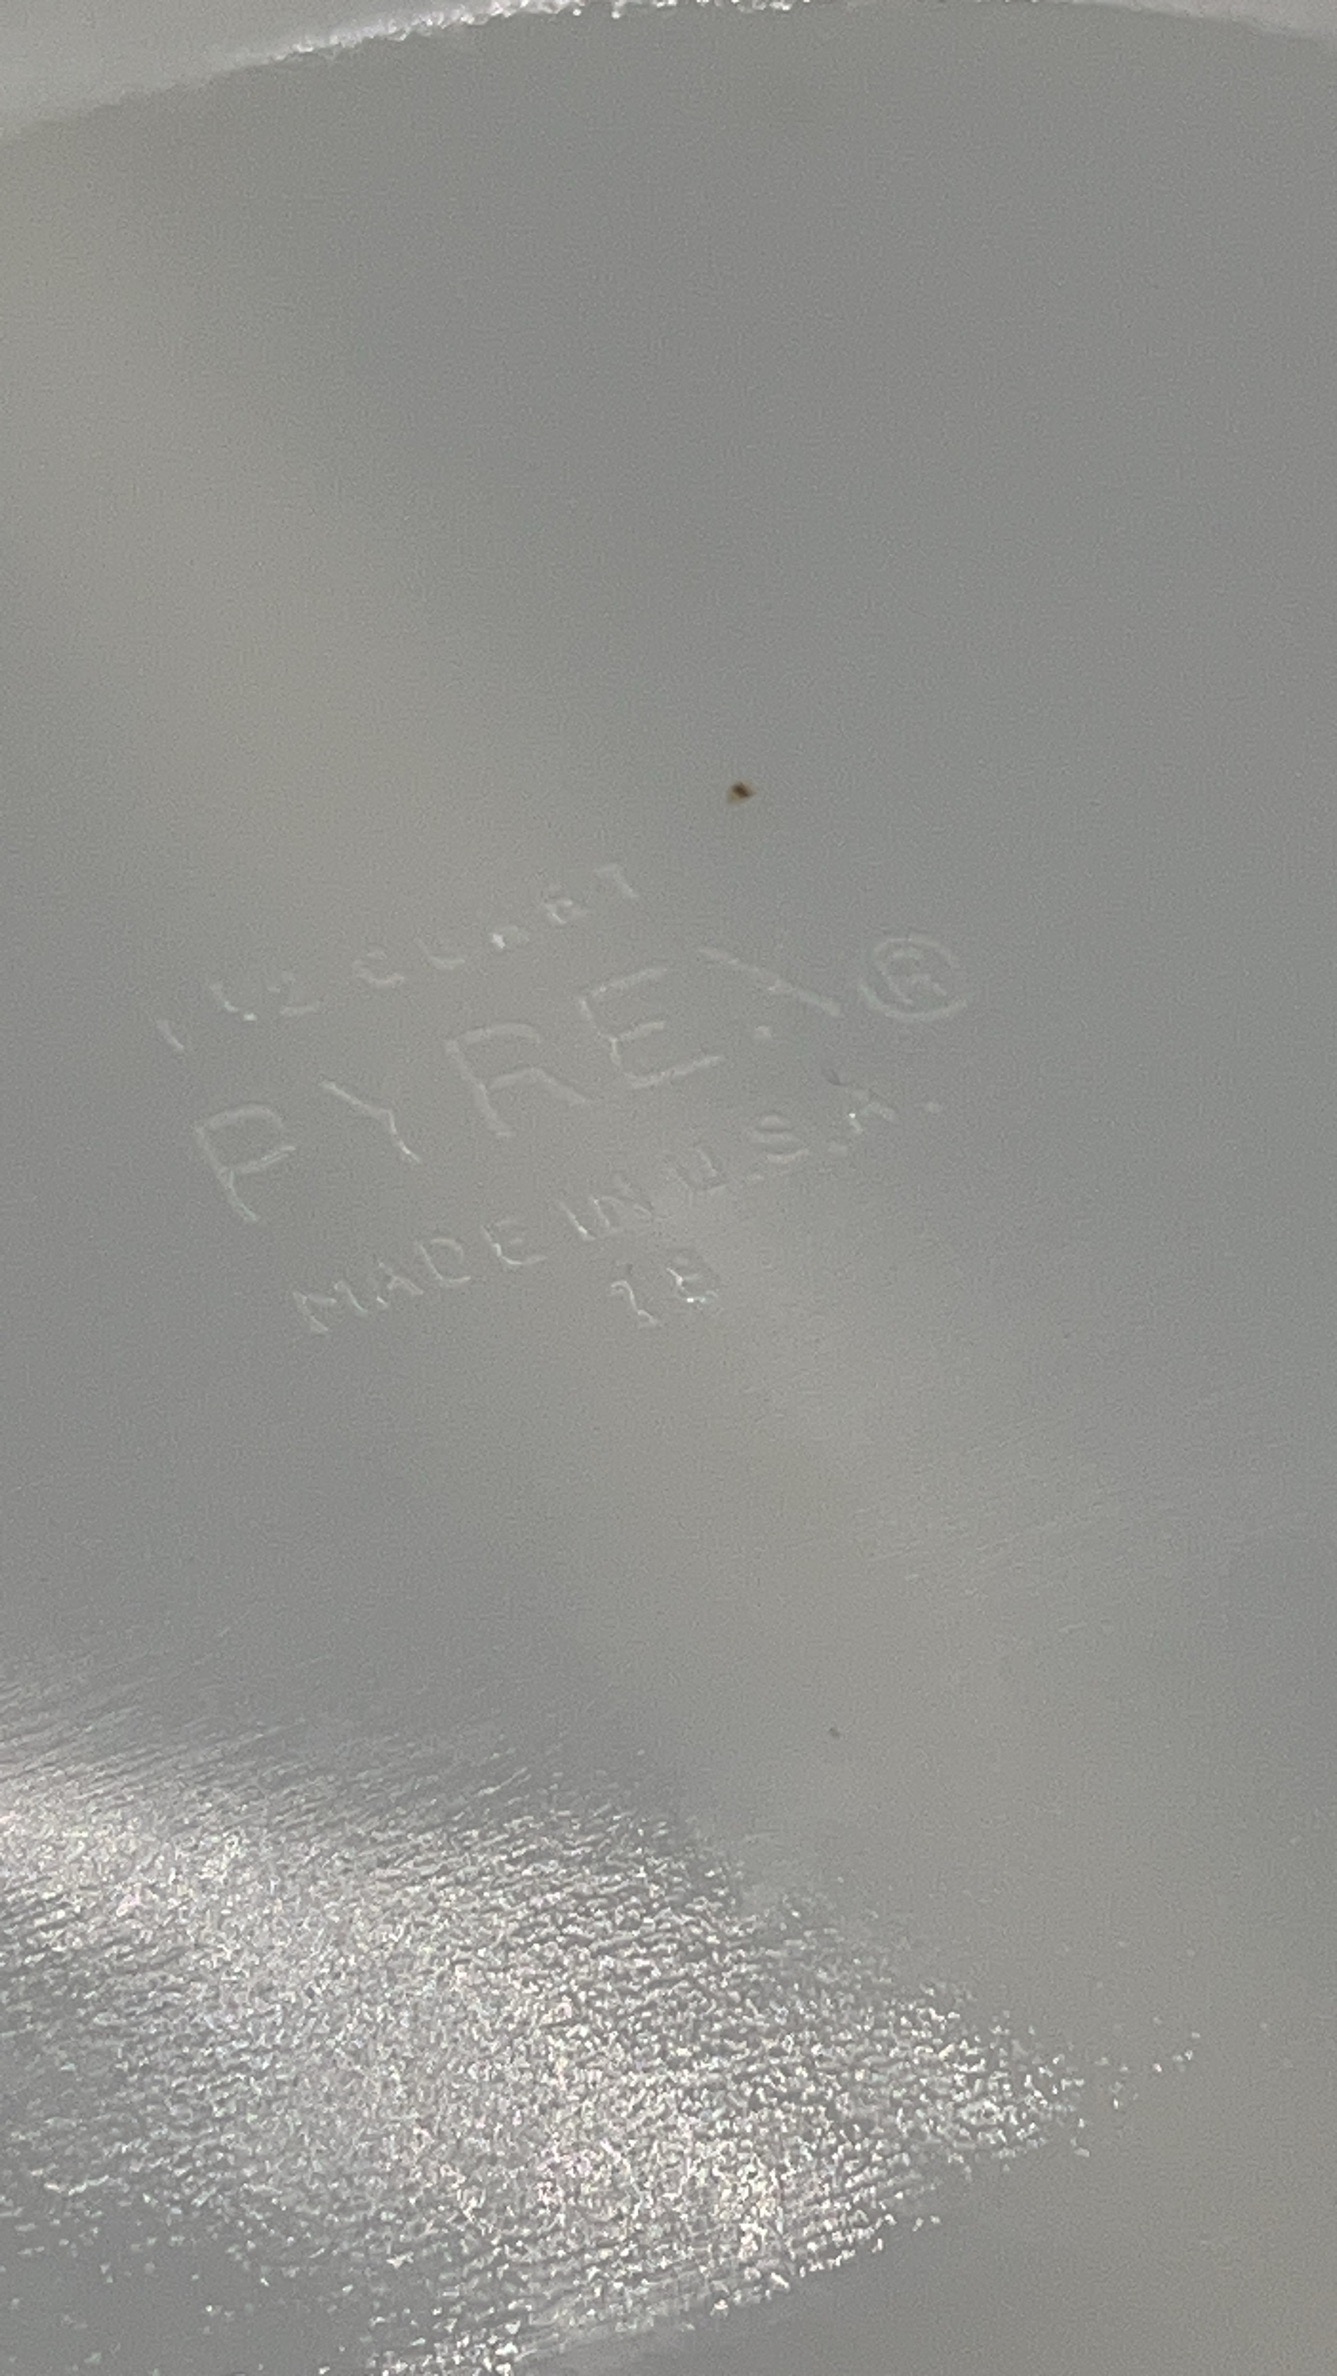 1 1/2 QUART
PYREX ®
MADE IN U.S.A.
18